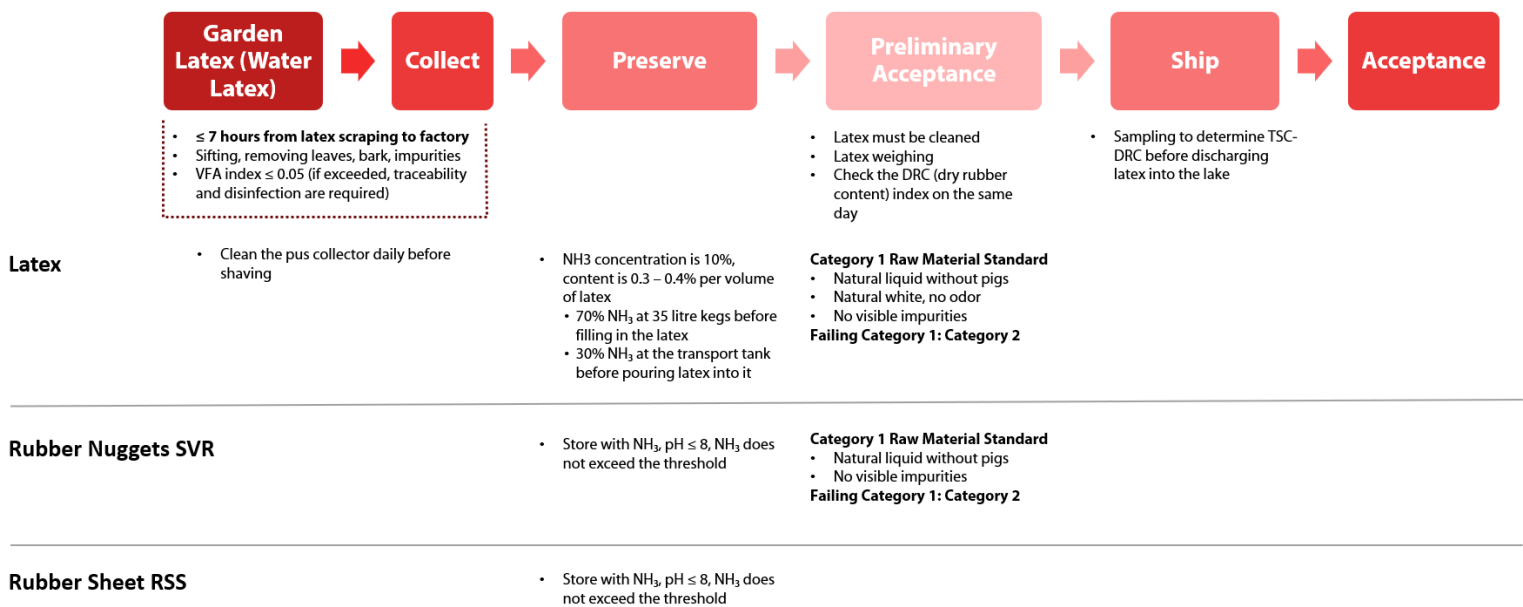 Garden
Latex (Water
Latex)
Collect
Preserve
Preliminary
Acceptance
Ship
Acceptance
• ≤ 7 hours from latex scraping to factory
• Sifting, removing leaves, bark, impurities
• VFA index ≤ 0.05 (if exceeded, traceability
and disinfection are required)
• Latex must be cleaned
• Latex weighing
• Check the DRC (dry rubber
content) index on the same
day
• Sampling to determine TSC-
DRC before discharging
latex into the lake
Latex
• Clean the pus collector daily before
shaving
• NH3 concentration is 10%,
content is 0.3 – 0.4% per volume
of latex
• 70% NH₃ at 35 litre kegs before
filling in the latex
• 30% NH₃ at the transport tank
before pouring latex into it
Category 1 Raw Material Standard
• Natural liquid without pigs
• Natural white, no odor
• No visible impurities
Failing Category 1: Category 2
Rubber Nuggets SVR
• Store with NH₃, pH ≤ 8, NH₃ does
not exceed the threshold
Category 1 Raw Material Standard
• Natural liquid without pigs
• No visible impurities
Failing Category 1: Category 2
Rubber Sheet RSS
• Store with NH₃, pH ≤ 8, NH₃ does
not exceed the threshold